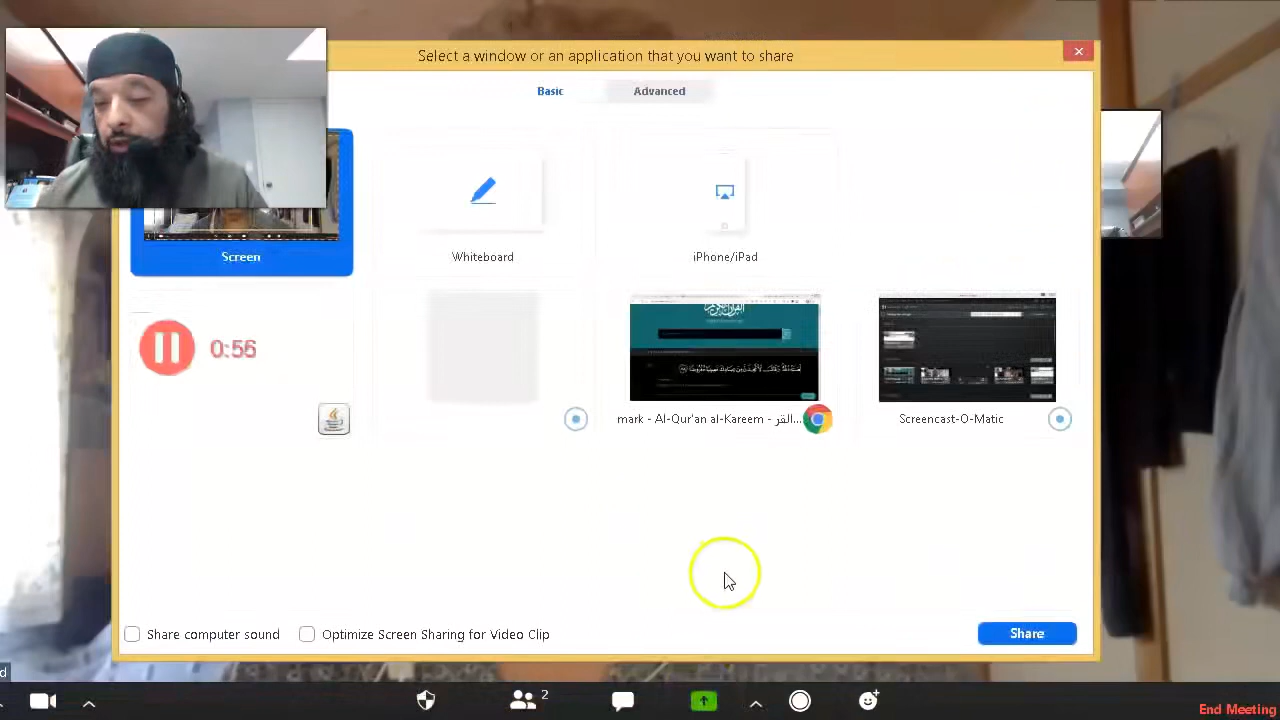 Select a window or an application that you want to share
Basic
Advanced
Screen
Whiteboard
iPhone/iPad
0:56
mark - Al-Qur'an al-Kareem - القر...
Screencast-O-Matic
Share computer sound
Optimize Screen Sharing for Video Clip
Share
d
2
End Meeting